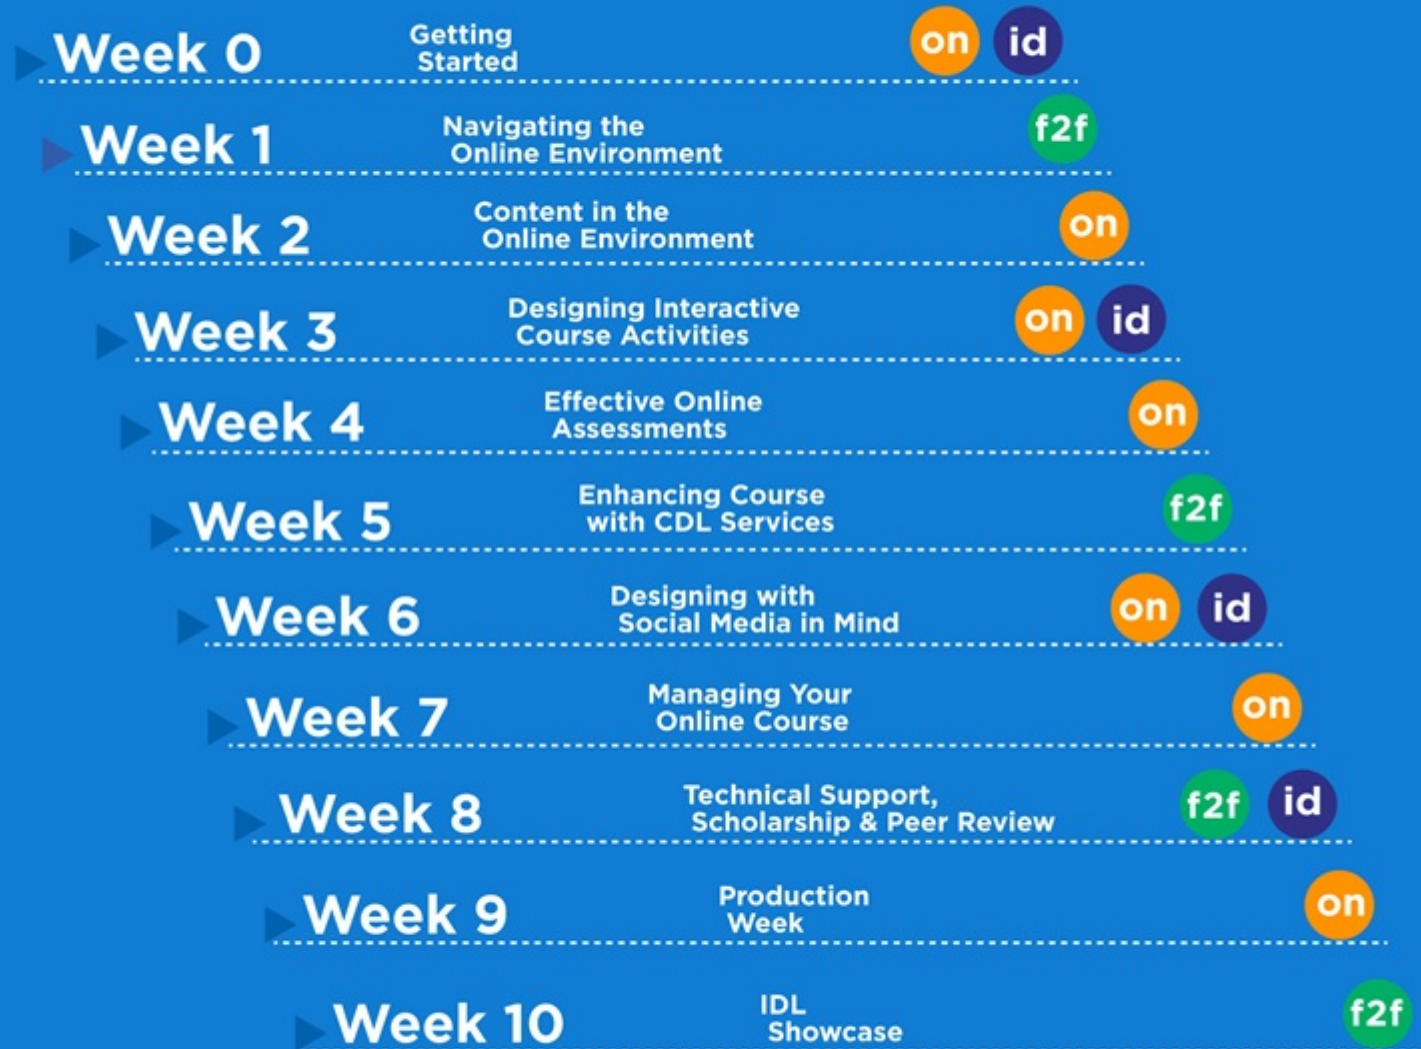 Week 0
Getting
Started
on id
Week 1
Navigating the
Online Environment
f2f
Week 2
Content in the
Online Environment
on
Week 3
Designing Interactive
Course Activities
on id
Week 4
Effective Online
Assessments
on
Week 5
Enhancing Course
with CDL Services
f2f
Week 6
Designing with
Social Media in Mind
on id
Week 7
Managing Your
Online Course
on
Week 8
Technical Support,
Scholarship & Peer Review
f2f id
Week 9
Production
Week
on
Week 10
IDL
Showcase
f2f